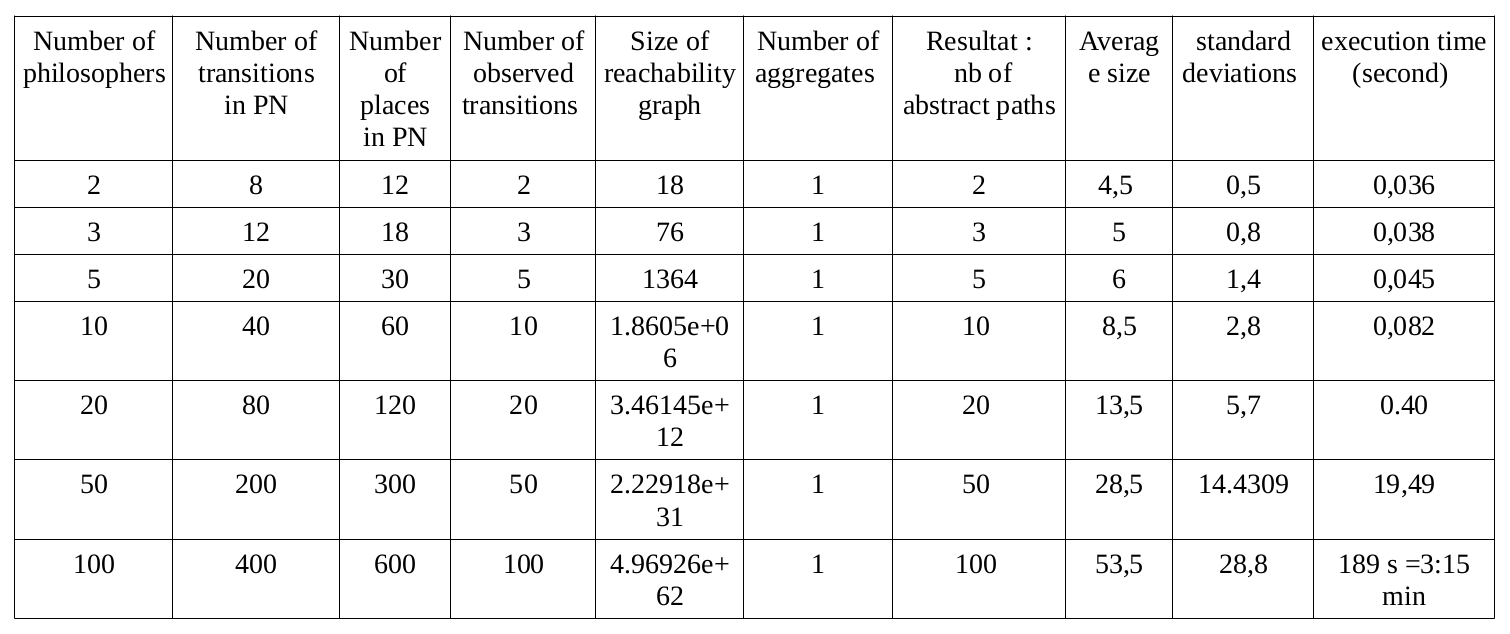 Number of philosophers | Number of transitions in PN | Number of places in PN | Number of observed transitions | Size of reachability graph | Number of aggregates | Resultat : nb of abstract paths | Averag e size | standard deviations | execution time (second)
2 | 8 | 12 | 2 | 18 | 1 | 2 | 4,5 | 0,5 | 0,036
3 | 12 | 18 | 3 | 76 | 1 | 3 | 5 | 0,8 | 0,038
5 | 20 | 30 | 5 | 1364 | 1 | 5 | 6 | 1,4 | 0,045
10 | 40 | 60 | 10 | 1.8605e+0 6 | 1 | 10 | 8,5 | 2,8 | 0,082
20 | 80 | 120 | 20 | 3.46145e+ 12 | 1 | 20 | 13,5 | 5,7 | 0.40
50 | 200 | 300 | 50 | 2.22918e+ 31 | 1 | 50 | 28,5 | 14.4309 | 19,49
100 | 400 | 600 | 100 | 4.96926e+ 62 | 1 | 100 | 53,5 | 28,8 | 189 s =3:15 min